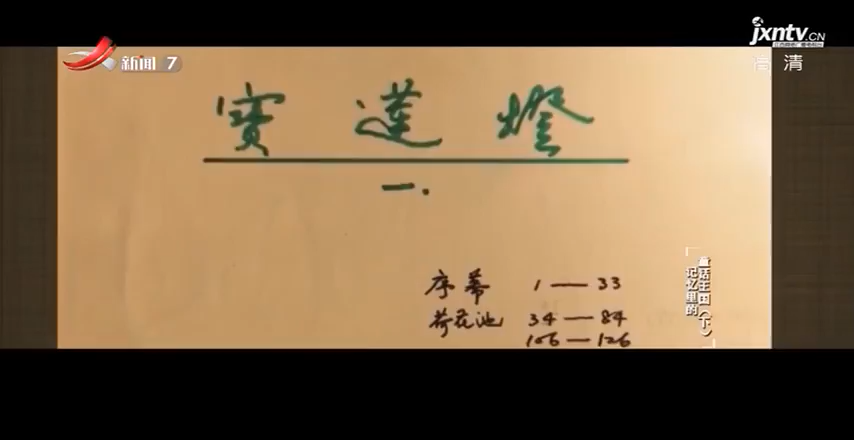 jxntv.CN
新闻 7
高清
寶蓮燈
一.
序幕 1—33
荷花池 34—84
106—126
记忆里的
童话王国(下)